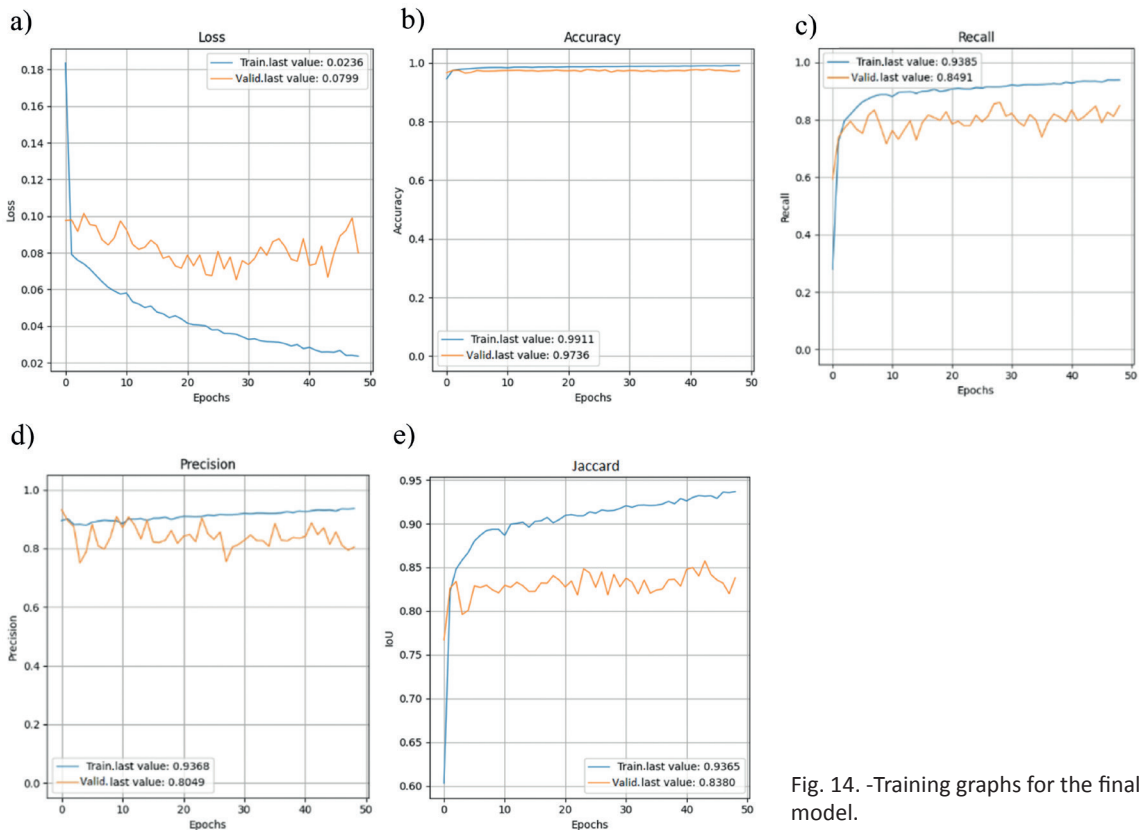 a)
Loss
Train.last value: 0.0236
Valid.last value: 0.0799
0.18
0.16
0.14
0.12
0.10
0.08
0.06
0.04
0.02
Loss
0 10 20 30 40 50
Epochs
b)
Accuracy
1.0
0.8
0.6
0.4
0.2
0.0
Accuracy
Train.last value: 0.9911
Valid.last value: 0.9736
0 10 20 30 40 50
Epochs
c)
Recall
Train.last value: 0.9385
Valid.last value: 0.8491
1.0
0.8
0.6
0.4
0.2
0.0
Recall
0 10 20 30 40 50
Epochs
d)
Precision
1.0
0.8
0.6
0.4
0.2
0.0
Precision
Train.last value: 0.9368
Valid.last value: 0.8049
0 10 20 30 40 50
Epochs
e)
Jaccard
0.95
0.90
0.85
0.80
0.75
0.70
0.65
0.60
IoU
Train.last value: 0.9365
Valid.last value: 0.8380
0 10 20 30 40 50
Epochs
Fig. 14. -Training graphs for the final
model.